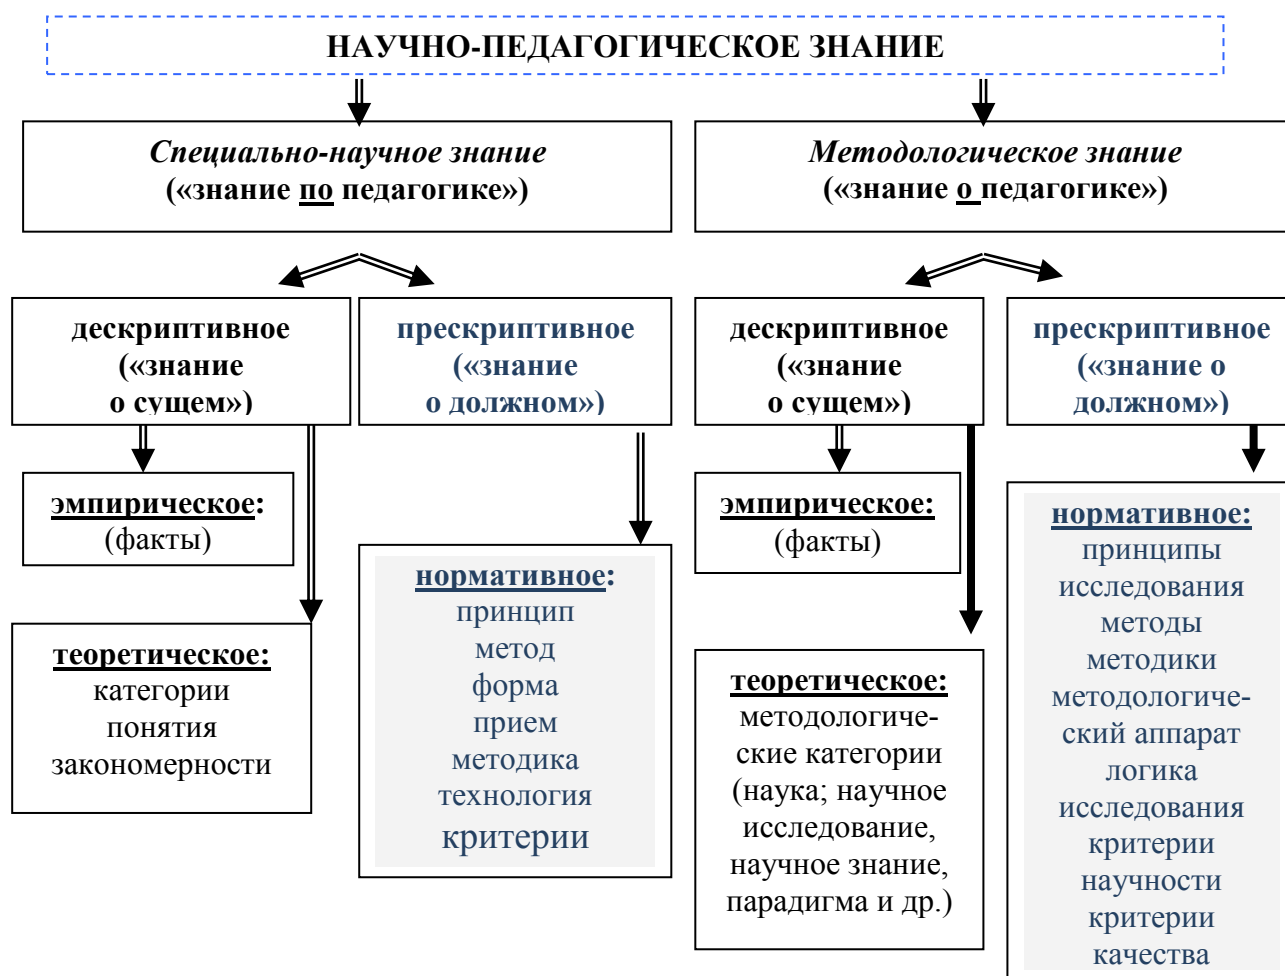 НАУЧНО-ПЕДАГОГИЧЕСКОЕ ЗНАНИЕ
Специально-научное знание
(«знание по педагогике»)
Методологическое знание
(«знание о педагогике»)
дескриптивное
(«знание
о сущем»)
прескриптивное
(«знание
о должном»)
дескриптивное
(«знание
о сущем»)
прескриптивное
(«знание о
должном»)
эмпирическое:
(факты)
теоретическое:
категории
понятия
закономерности
нормативное:
принцип
метод
форма
прием
методика
технология
критерии
эмпирическое:
(факты)
теоретическое:
методологиче-
ские категории
(наука; научное
исследование,
научное знание,
парадигма и др.)
нормативное:
принципы
исследования
методы
методики
методологиче-
ский аппарат
логика
исследования
критерии
научности
критерии
качества